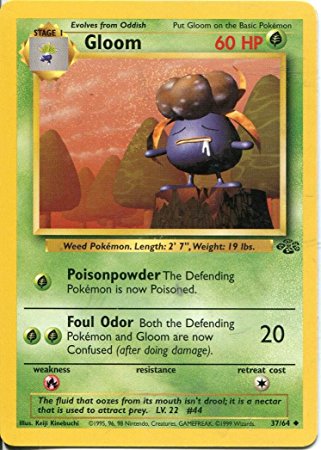 Evolves from Oddish Put Gloom on the Basic Pokémon
STAGE 1
Gloom 60 HP
Weed Pokémon. Length: 2' 7", Weight: 19 lbs.
Poisonpowder The Defending
Pokémon is now Poisoned.
Foul Odor Both the Defending
Pokémon and Gloom are now
Confused (after doing damage).
20
weakness resistance retreat cost
The fluid that oozes from its mouth isn't drool; it is a nectar
that is used to attract prey. LV. 22 #44
Illus. Keiji Kinebuchi ©1995, 96, 98 Nintendo, Creatures, GAMEFREAK. ©1999 Wizards. 37/64